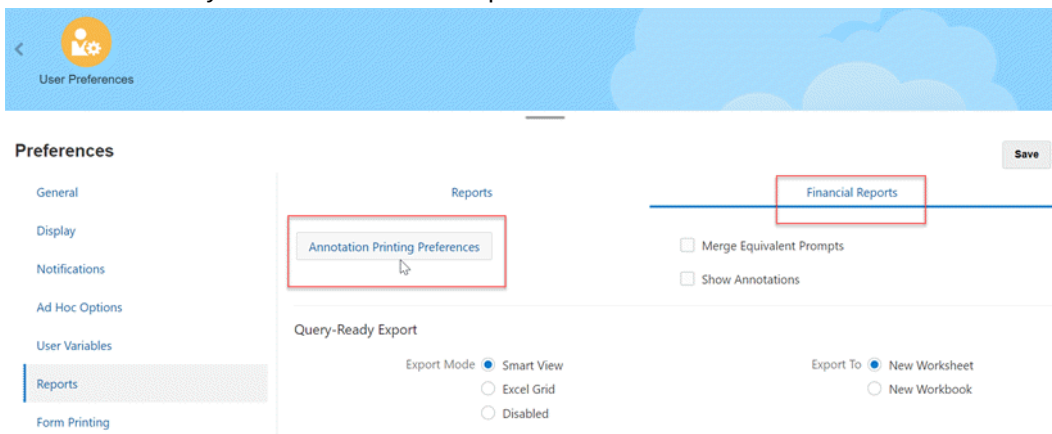 User Preferences
Preferences
Save
General
Reports
Financial Reports
Display
Annotation Printing Preferences
Merge Equivalent Prompts
Notifications
Show Annotations
Ad Hoc Options
Query-Ready Export
User Variables
Export Mode Smart View
Export To New Worksheet
Reports
Excel Grid
New Workbook
Disabled
Form Printing